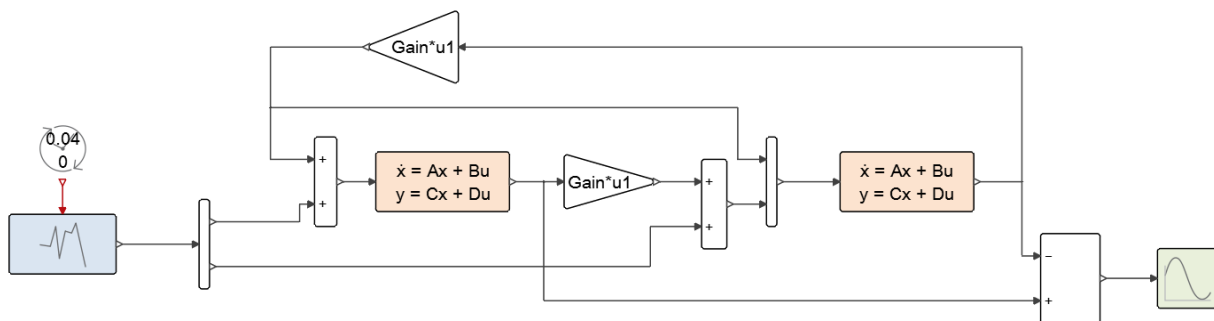 Gain*u1
0.04
0
+
+
ẋ = Ax + Bu
y = Cx + Du
Gain*u1
+
+
ẋ = Ax + Bu
y = Cx + Du
−
+